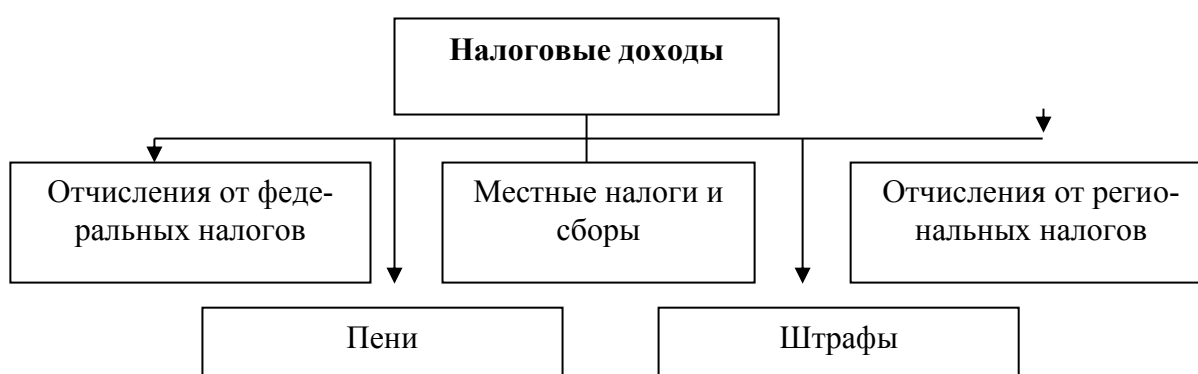 Налоговые доходы
Отчисления от феде-
ральных налогов
Местные налоги и
сборы
Отчисления от регио-
нальных налогов
Пени
Штрафы